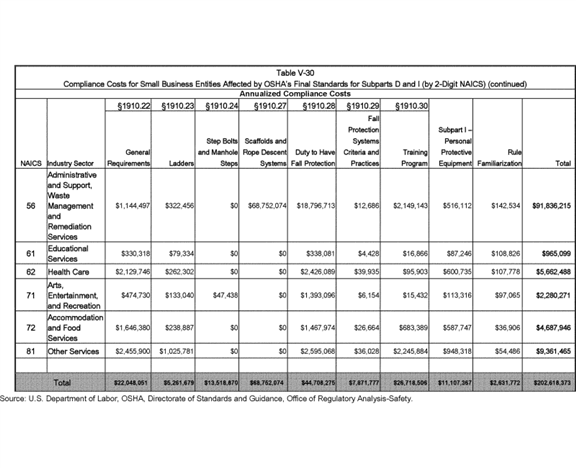 Table V-30
Compliance Costs for Small Business Entities Affected by OSHA's Final Standards for Subparts D and I (by 2-Digit NAICS) (continued)
Annualized Compliance Costs
§1910.22 §1910.23 §1910.24 §1910.27 §1910.28 §1910.29 §1910.30
NAICS Industry Sector General Requirements Ladders Step Bolts and Manhole Steps Scaffolds and Rope Descent Systems Duty to Have Fall Protection Fall Protection Systems Criteria and Practices Training Program Subpart I – Personal Protective Equipment Rule Familiarization Total
56 Administrative and Support, Waste Management and Remediation Services $1,144,497 $322,456 $0 $68,752,074 $18,796,713 $12,686 $2,149,143 $516,112 $142,534 $91,836,215
61 Educational Services $330,318 $79,334 $0 $0 $338,081 $4,428 $16,866 $87,246 $108,826 $965,099
62 Health Care $2,129,746 $262,302 $0 $0 $2,426,089 $39,935 $95,903 $600,735 $107,778 $5,662,488
71 Arts, Entertainment, and Recreation $474,730 $133,040 $47,438 $0 $1,393,096 $6,154 $15,432 $113,316 $97,065 $2,280,271
72 Accommodation and Food Services $1,646,380 $238,887 $0 $0 $1,467,974 $26,664 $683,389 $587,747 $36,906 $4,687,946
81 Other Services $2,455,900 $1,025,781 $0 $0 $2,595,068 $36,028 $2,245,884 $948,318 $54,486 $9,361,465
Total $22,048,051 $5,261,679 $13,518,870 $68,752,074 $44,708,275 $7,871,777 $26,718,506 $11,107,367 $2,631,772 $202,618,373
Source: U.S. Department of Labor, OSHA, Directorate of Standards and Guidance, Office of Regulatory Analysis-Safety.